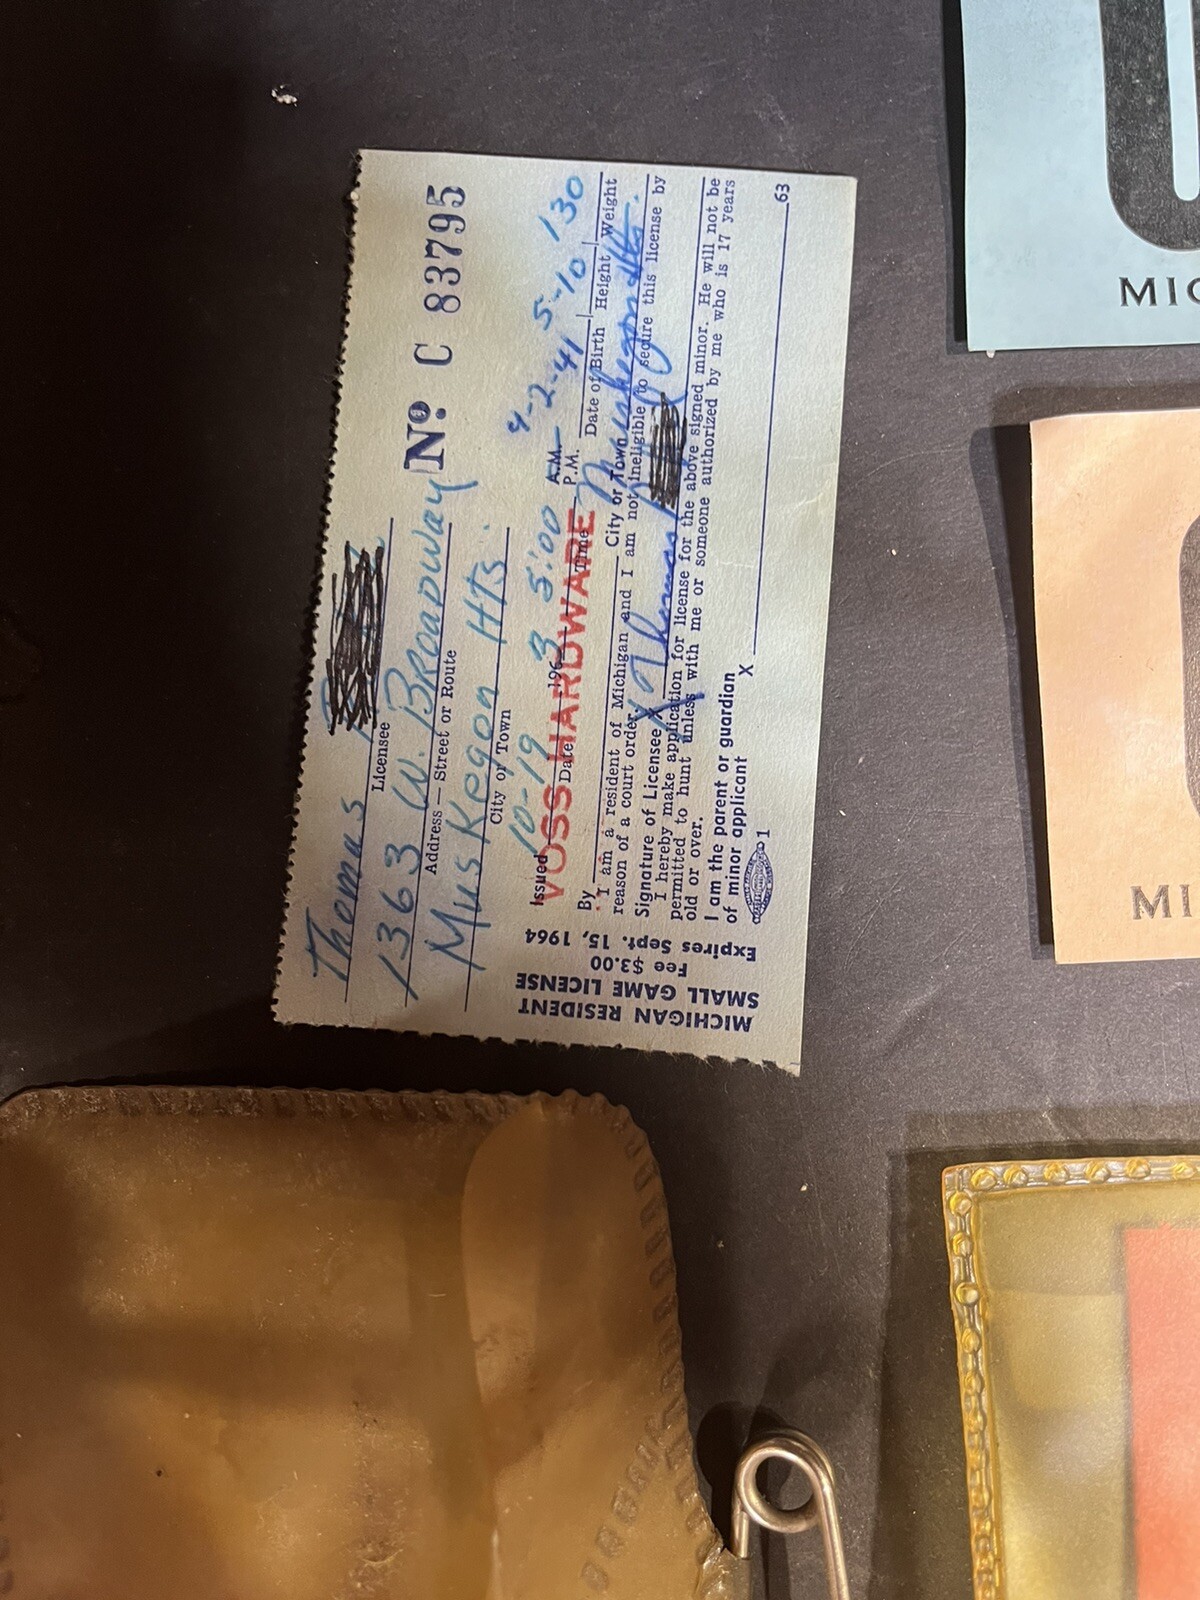 Thomas
Licensee
1363 W. Broadway
Address — Street or Route
Nº C 83795
Muskegon Hts.
City or Town
Issued 10-19 1963 5:00 A.M. P.M. 4-2-41 5-10 130
Date Time Date of Birth Height Weight
VOSS HARDWARE
By Muskegon Hts.
City or Town
I am a resident of Michigan and I am not ineligible to secure this license by
reason of a court order.
Signature of Licensee X Thomas
I hereby make application for license for the above signed minor. He will not be
permitted to hunt unless with me or someone authorized by me who is 17 years
old or over.
I am the parent or guardian
of minor applicant X
1
63
MICHIGAN RESIDENT
SMALL GAME LICENSE
Fee $3.00
Expires Sept. 15, 1964
MIC
MI